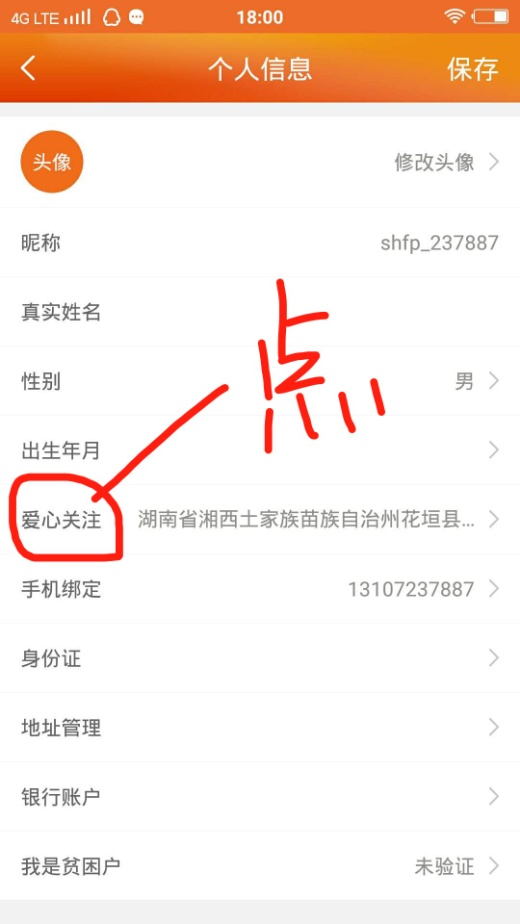 4G LTE 18:00
个人信息 保存
头像 修改头像
昵称 shfp_237887
真实姓名
点
性别 男
出生年月
爱心关注 湖南省湘西土家族苗族自治州花垣县...
手机绑定 13107237887
身份证
地址管理
银行账户
我是贫困户 未验证